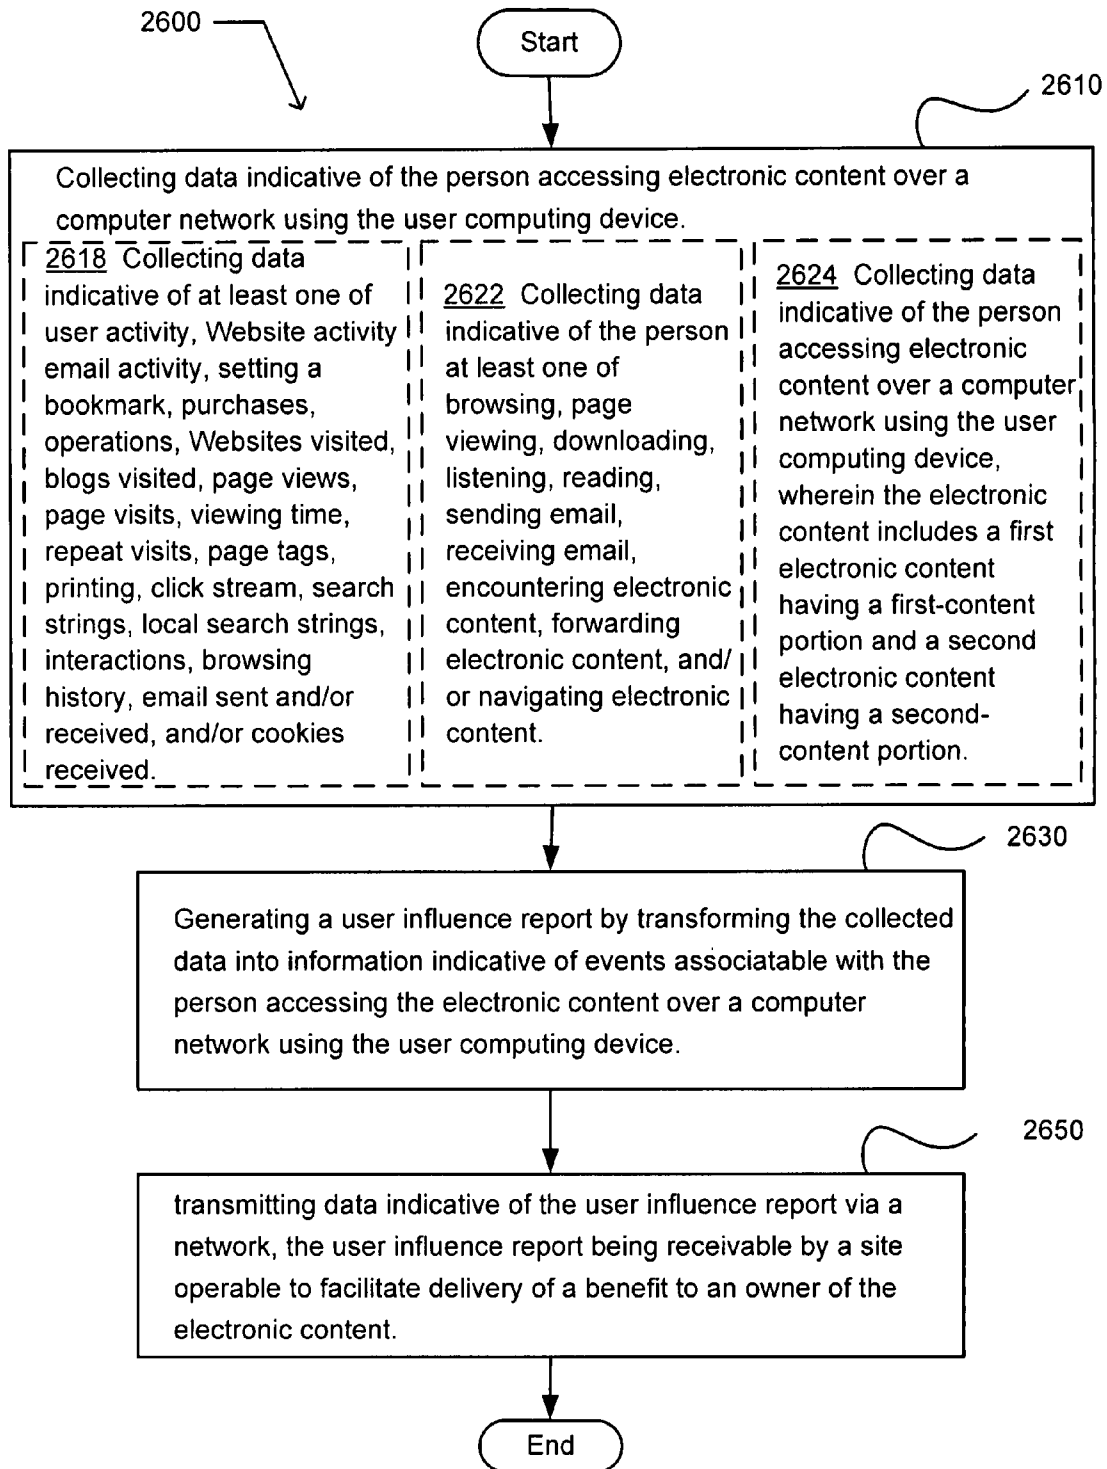 2600
Start
2610
Collecting data indicative of the person accessing electronic content over a
computer network using the user computing device.
2618 Collecting data
indicative of at least one of
user activity, Website activity
email activity, setting a
bookmark, purchases,
operations, Websites visited,
blogs visited, page views,
page visits, viewing time,
repeat visits, page tags,
printing, click stream, search
strings, local search strings,
interactions, browsing
history, email sent and/or
received, and/or cookies
received.
2622 Collecting data
indicative of the person
at least one of
browsing, page
viewing, downloading,
listening, reading,
sending email,
receiving email,
encountering electronic
content, forwarding
electronic content, and/
or navigating electronic
content.
2624 Collecting data
indicative of the person
accessing electronic
content over a computer
network using the user
computing device,
wherein the electronic
content includes a first
electronic content
having a first-content
portion and a second
electronic content
having a second-
content portion.
2630
Generating a user influence report by transforming the collected
data into information indicative of events associatable with the
person accessing the electronic content over a computer
network using the user computing device.
2650
transmitting data indicative of the user influence report via a
network, the user influence report being receivable by a site
operable to facilitate delivery of a benefit to an owner of the
electronic content.
End